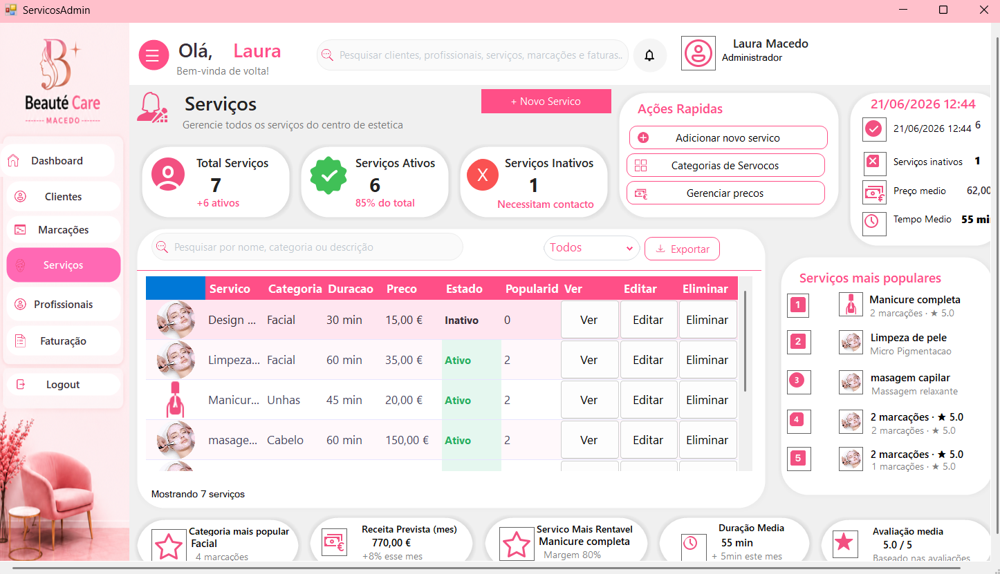 ServicosAdmin
B
Beauté Care
MACEDO
Dashboard
Clientes
Marcações
Serviços
Profissionais
Faturação
Logout
Olá, Laura
Bem-vinda de volta!
Pesquisar clientes, profissionais, serviços, marcações e faturas..
Laura Macedo
Administrador
Serviços
Gerencie todos os serviços do centro de estetica
+ Novo Servico
Total Serviços
7
+6 ativos
Serviços Ativos
6
85% do total
X
Serviços Inativos
1
Necessitam contacto
Ações Rapidas
Adicionar novo servico
Categorias de Servocos
Gerenciar precos
21/06/2026 12:44
21/06/2026 12:44 6
Serviços inativos 1
Preço medio 62,00
Tempo Medio 55 min
Pesquisar por nome, categoria ou descrição
Todos
Exportar
Servico Categoria Duracao Preco Estado Popularid Ver Editar Eliminar
Design ... Facial 30 min 15,00 € Inativo 0 Ver Editar Eliminar
Limpeza... Facial 60 min 35,00 € Ativo 2 Ver Editar Eliminar
Manicur... Unhas 45 min 20,00 € Ativo 2 Ver Editar Eliminar
masage... Cabelo 60 min 150,00 € Ativo 2 Ver Editar Eliminar
Mostrando 7 serviços
Serviços mais populares
1 Manicure completa
2 marcações · ★ 5.0
2 Limpeza de pele
Micro Pigmentacao
3 masagem capilar
Massagem relaxante
4 2 marcações · ★ 5.0
2 marcações · ★ 5.0
5 2 marcações · ★ 5.0
1 marcações · ★ 5.0
Categoria mais popular
Facial
4 marcações
Receita Prevista (mes)
770,00 €
+8% esse mes
Servico Mais Rentavel
Manicure completa
Margem 80%
Duração Media
55 min
+ 5min este mes
Avaliação media
5.0 / 5
Baseado nas avaliações